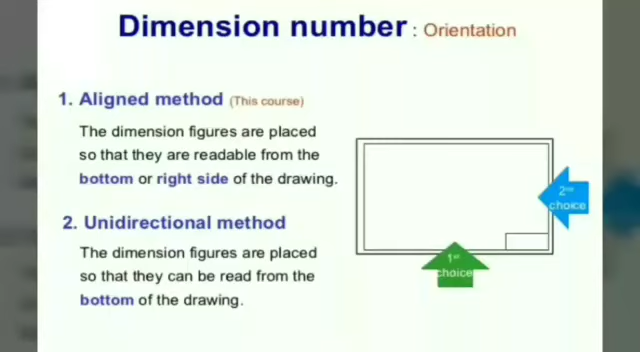 Dimension number : Orientation
1. Aligned method (This course)
The dimension figures are placed
so that they are readable from the
bottom or right side of the drawing.
2nd
choice
2. Unidirectional method
The dimension figures are placed
so that they can be read from the
bottom of the drawing.
1st
choice